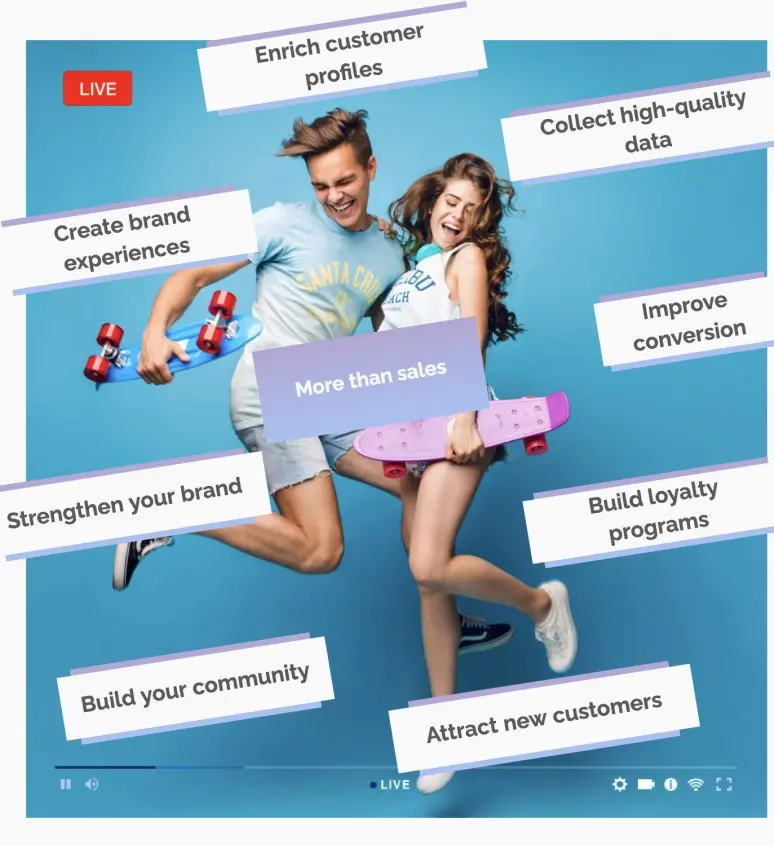 Enrich customer
profiles
LIVE
Collect high-quality
data
Create brand
experiences
SANTA CRUZ
BEACH
Improve
conversion
More than sales
Strengthen your brand
Build loyalty
programs
Build your community
Attract new customers
LIVE